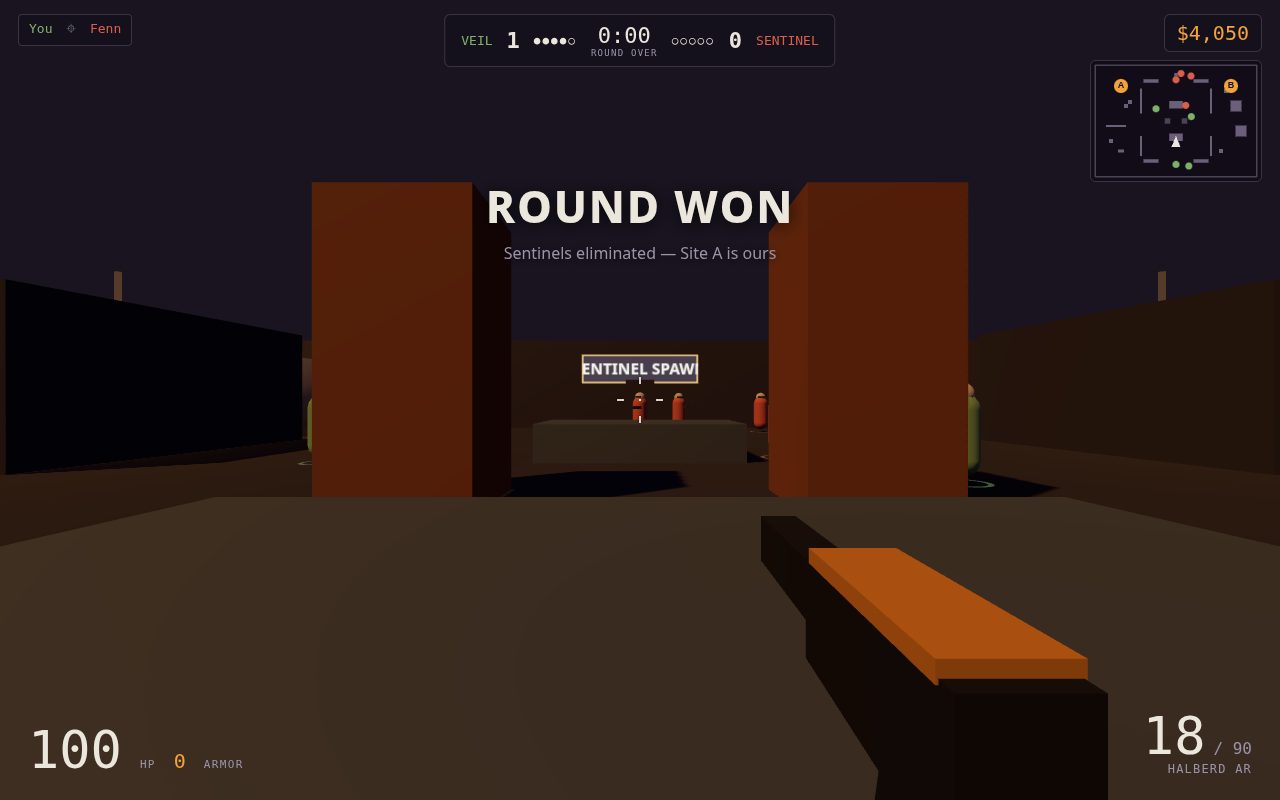 You Fenn
VEIL 1 0:00 0 SENTINEL
ROUND OVER
$4,050
A B
ROUND WON
Sentinels eliminated — Site A is ours
ENTINEL SPAW
100 HP 0 ARMOR
18 / 90
HALBERD AR